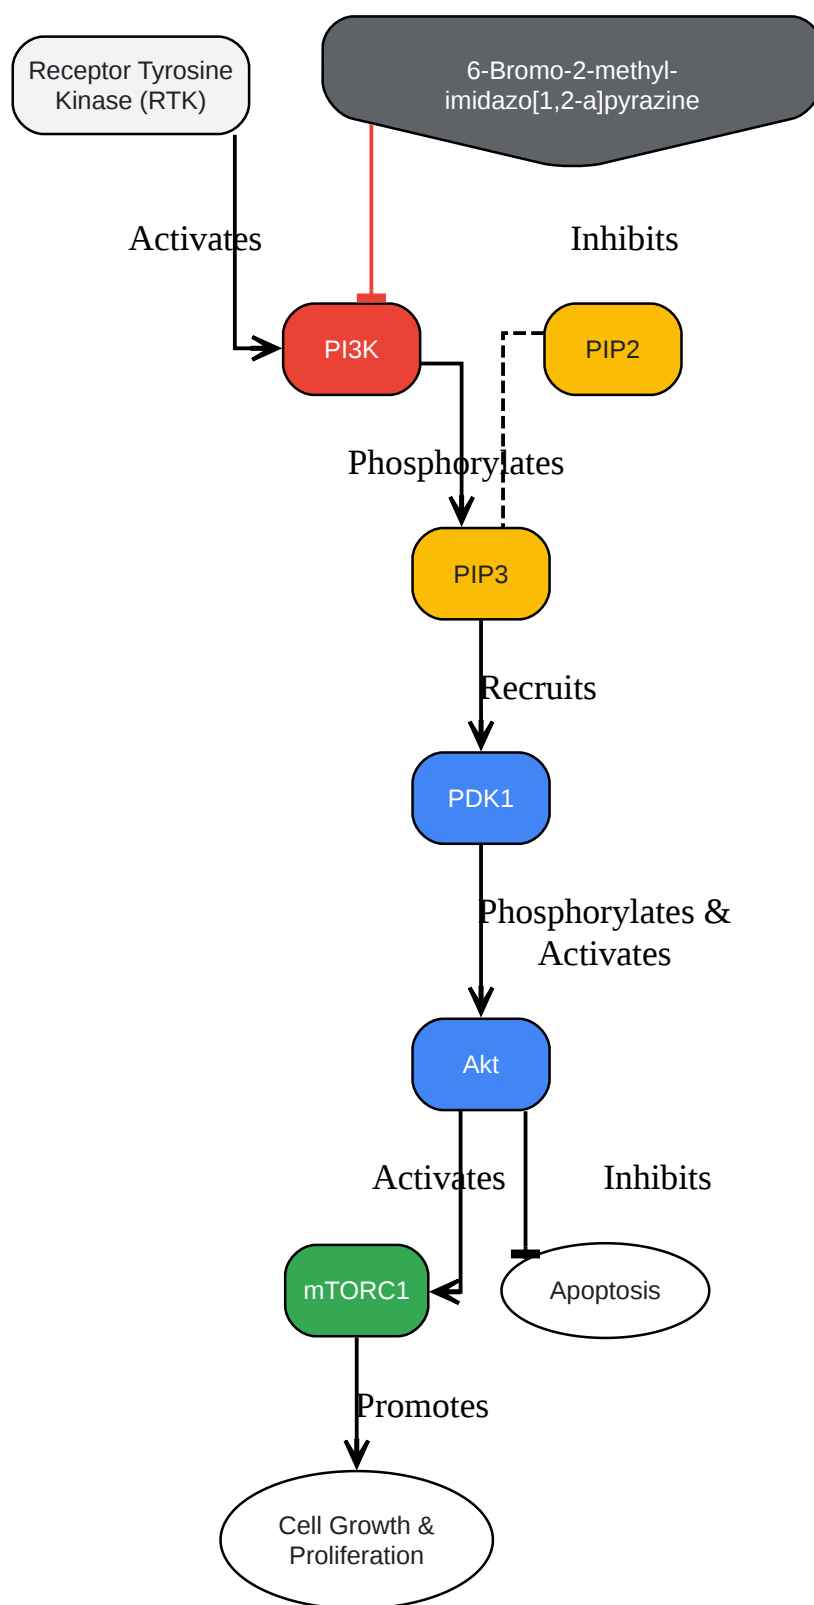 Receptor Tyrosine
Kinase (RTK)
6-Bromo-2-methyl-
imidazo[1,2-a]pyrazine
Activates
Inhibits
PI3K
PIP2
Phosphorylates
PIP3
Recruits
PDK1
Phosphorylates &
Activates
Akt
Activates
Inhibits
mTORC1
Apoptosis
Promotes
Cell Growth &
Proliferation